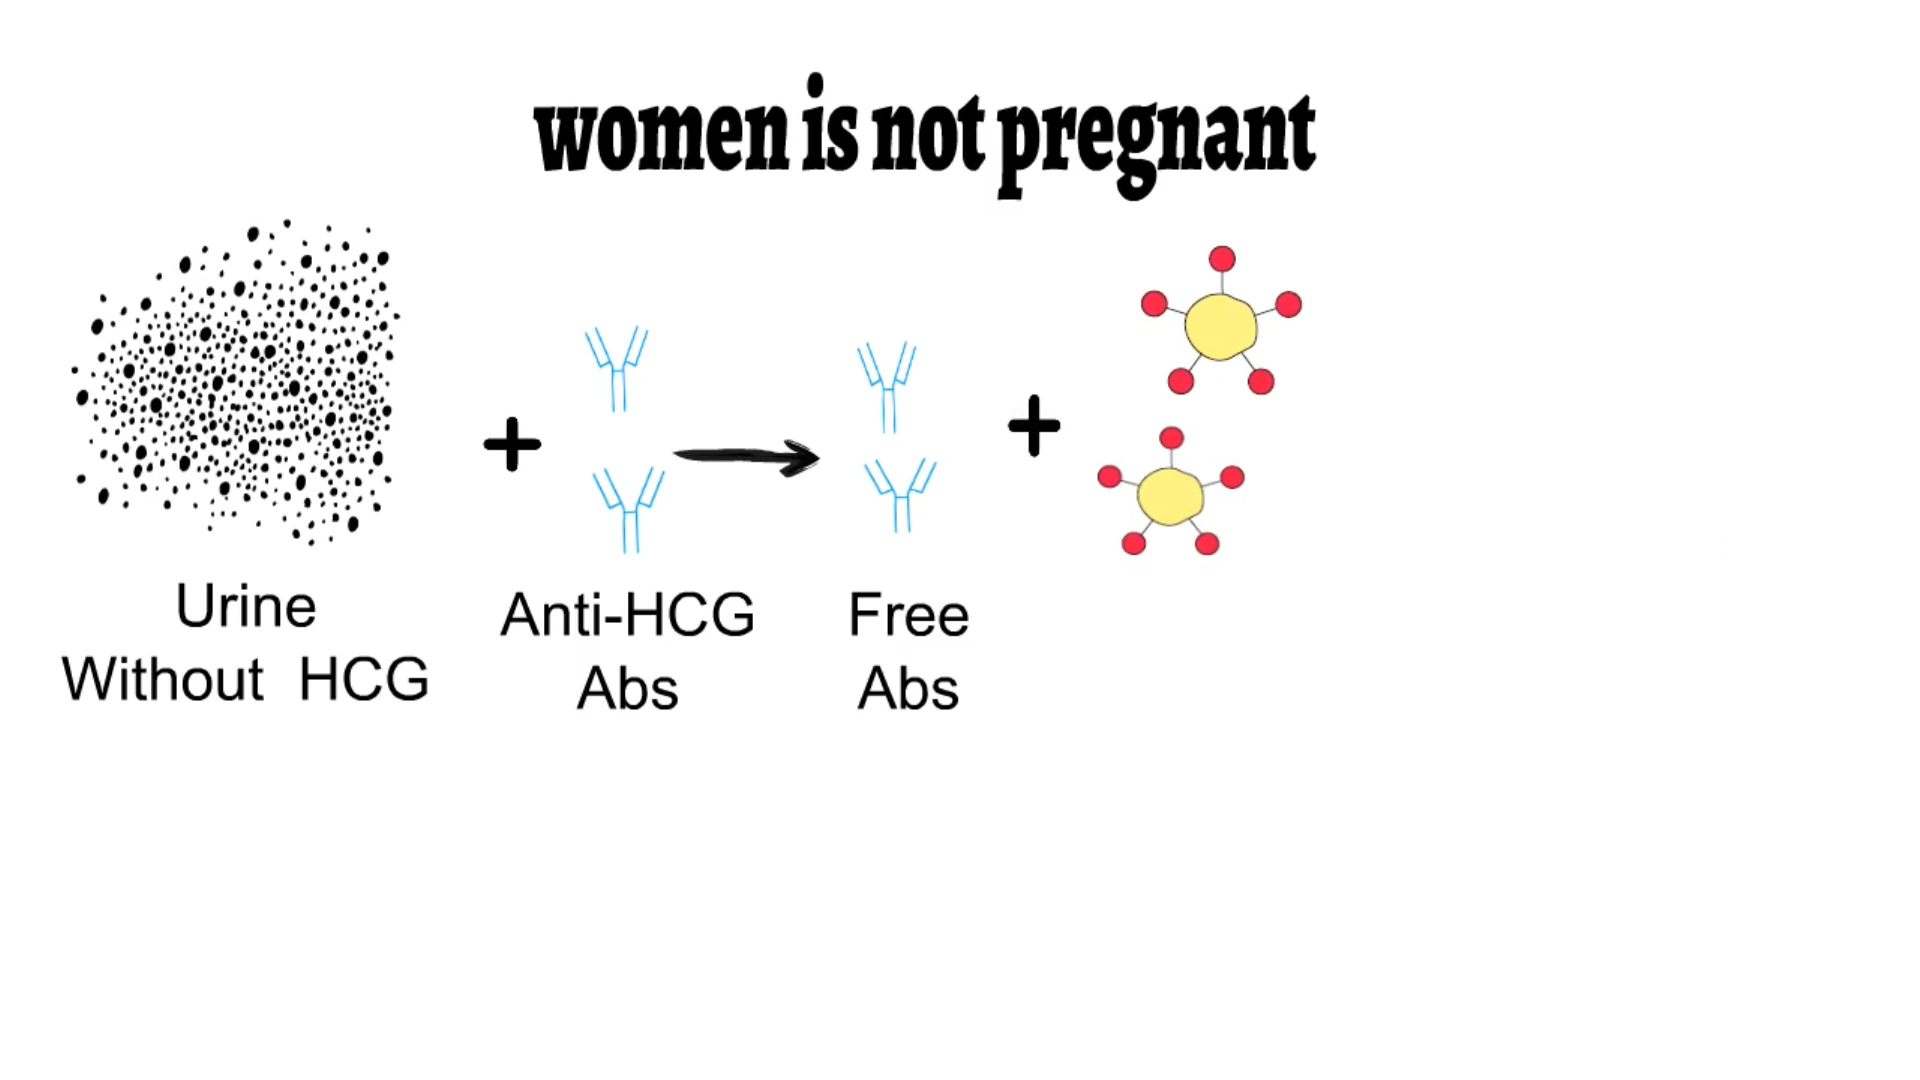 women is not pregnant
Urine
Without HCG
Anti-HCG
Abs
Free
Abs